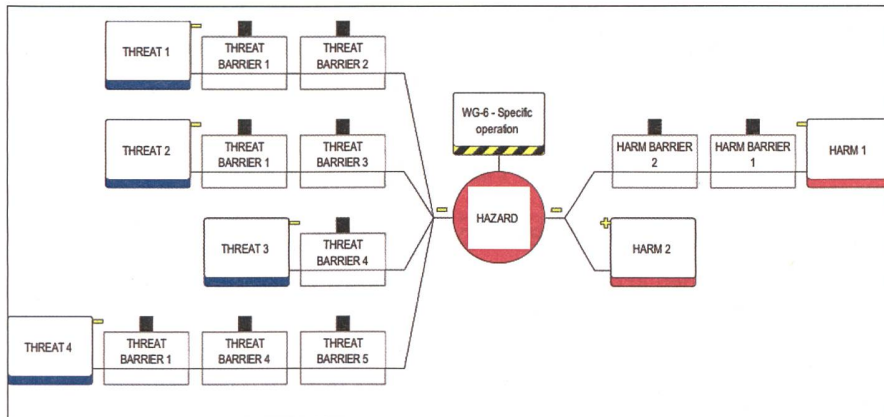 THREAT 1
THREAT
BARRIER 1
THREAT
BARRIER 2
WG-6 - Specific
operation
THREAT 2
THREAT
BARRIER 1
THREAT
BARRIER 3
HARM BARRIER
2
HARM BARRIER
1
HARM 1
HAZARD
THREAT 3
THREAT
BARRIER 4
HARM 2
THREAT 4
THREAT
BARRIER 1
THREAT
BARRIER 4
THREAT
BARRIER 5